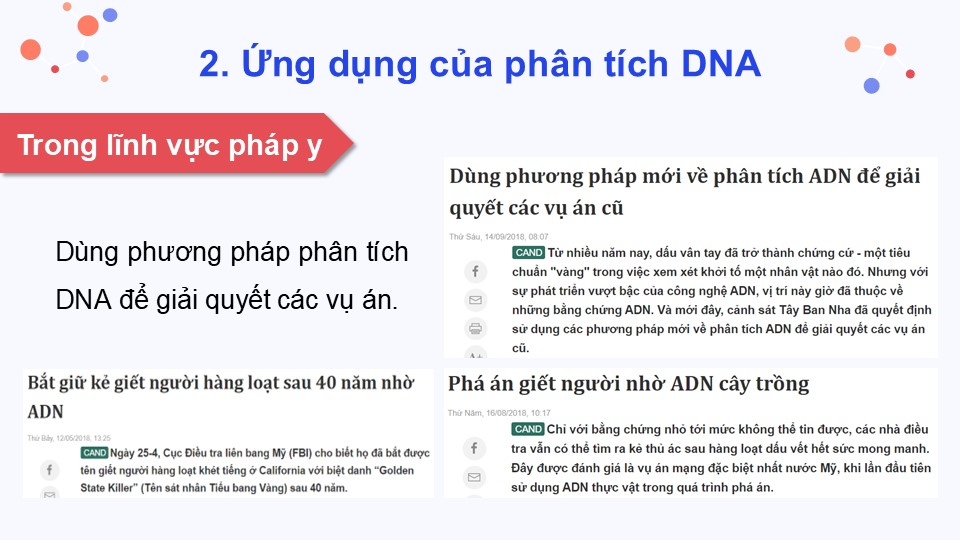 2. Ứng dụng của phân tích DNA
Trong lĩnh vực pháp y
Dùng phương pháp phân tích
DNA để giải quyết các vụ án.
Dùng phương pháp mới về phân tích ADN để giải
quyết các vụ án cũ
Thứ Sáu, 14/09/2018, 08:07
CAND Từ nhiều năm nay, dấu vân tay đã trở thành chứng cứ - một tiêu
chuẩn "vàng" trong việc xem xét khởi tố một nhân vật nào đó. Nhưng với
sự phát triển vượt bậc của công nghệ ADN, vị trí này giờ đã thuộc về
những bằng chứng ADN. Và mới đây, cảnh sát Tây Ban Nha đã quyết định
sử dụng các phương pháp mới về phân tích ADN để giải quyết các vụ án
cũ.
A+
Bắt giữ kẻ giết người hàng loạt sau 40 năm nhờ
ADN
Thứ Bảy, 12/05/2018, 13:25
CAND Ngày 25-4, Cục Điều tra liên bang Mỹ (FBI) cho biết họ đã bắt được
tên giết người hàng loạt khét tiếng ở California với biệt danh “Golden
State Killer” (Tên sát nhân Tiểu bang Vàng) sau 40 năm.
Phá án giết người nhờ ADN cây trồng
Thứ Năm, 16/08/2018, 10:17
CAND Chỉ với bằng chứng nhỏ tới mức không thể tin được, các nhà điều
tra vẫn có thể tìm ra kẻ thủ ác sau hàng loạt dấu vết hết sức mong manh.
Đây được đánh giá là vụ án mạng đặc biệt nhất nước Mỹ, khi lần đầu tiên
sử dụng ADN thực vật trong quá trình phá án.